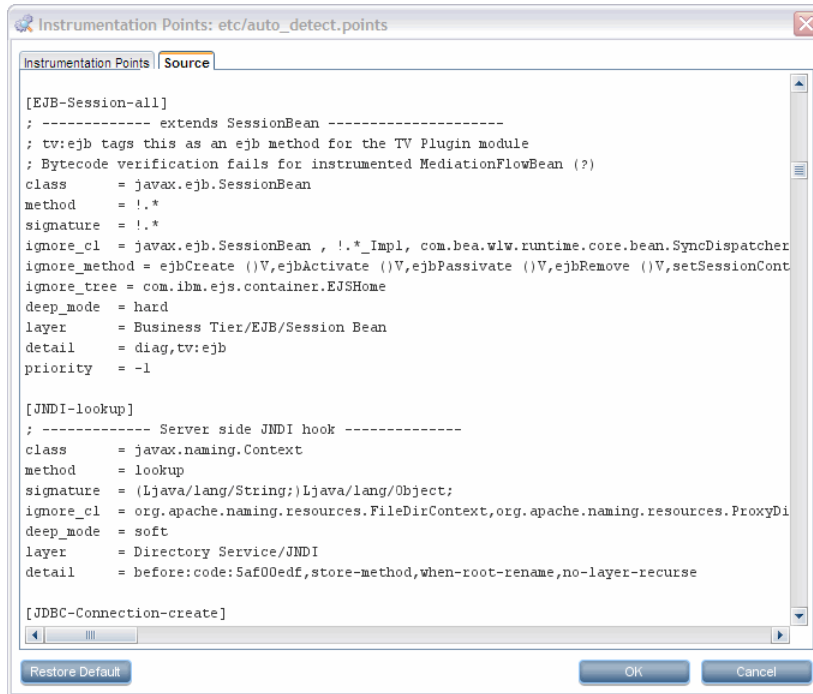 Instrumentation Points: etc/auto_detect.points
Instrumentation Points Source
[EJB-Session-all]
; ------------- extends SessionBean ---------------------
; tv:ejb tags this as an ejb method for the TV Plugin module
; Bytecode verification fails for instrumented MediationFlowBean (?)
class = javax.ejb.SessionBean
method = !.*
signature = !.*
ignore_cl = javax.ejb.SessionBean , !.*_Impl, com.bea.wlw.runtime.core.bean.SyncDispatcher
ignore_method = ejbCreate ()V,ejbActivate ()V,ejbPassivate ()V,ejbRemove ()V,setSessionCont
ignore_tree = com.ibm.ejs.container.EJSHome
deep_mode = hard
layer = Business Tier/EJB/Session Bean
detail = diag,tv:ejb
priority = -1
[JNDI-lookup]
; ------------- Server side JNDI hook --------------
class = javax.naming.Context
method = lookup
signature = (Ljava/lang/String;)Ljava/lang/Object;
ignore_cl = org.apache.naming.resources.FileDirContext,org.apache.naming.resources.ProxyDi
deep_mode = soft
layer = Directory Service/JNDI
detail = before:code:5af00edf,store-method,when-root-rename,no-layer-recurse
[JDBC-Connection-create]
Restore Default OK Cancel